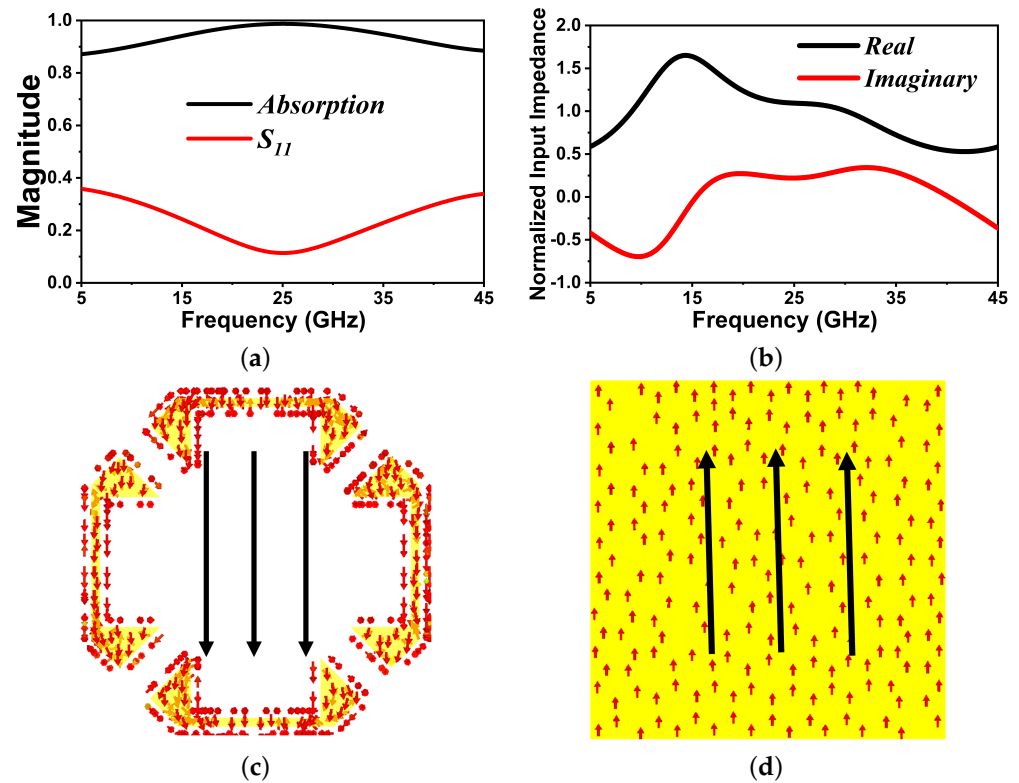 1.0
0.8
0.6
0.4
0.2
0.0
Magnitude
Absorption
S11
5 15 25 35 45
Frequency (GHz)
(a)
2.0
1.5
1.0
0.5
0.0
-0.5
-1.0
Normalized Input Impedance
Real
Imaginary
5 15 25 35 45
Frequency (GHz)
(b)
(c)
(d)